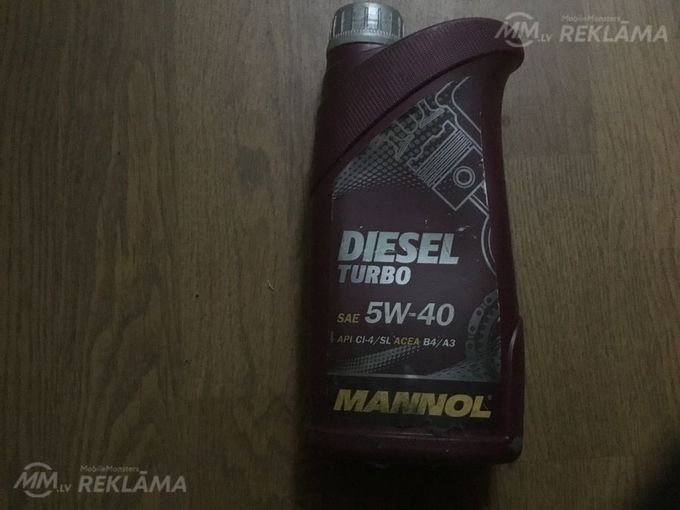 MobileMonsters
MM.LV REKLĀMA
DIESEL
TURBO
SAE 5W-40
API CI-4/SL ACEA B4/A3
MANNOL
MobileMonsters
MM.LV REKLĀMA